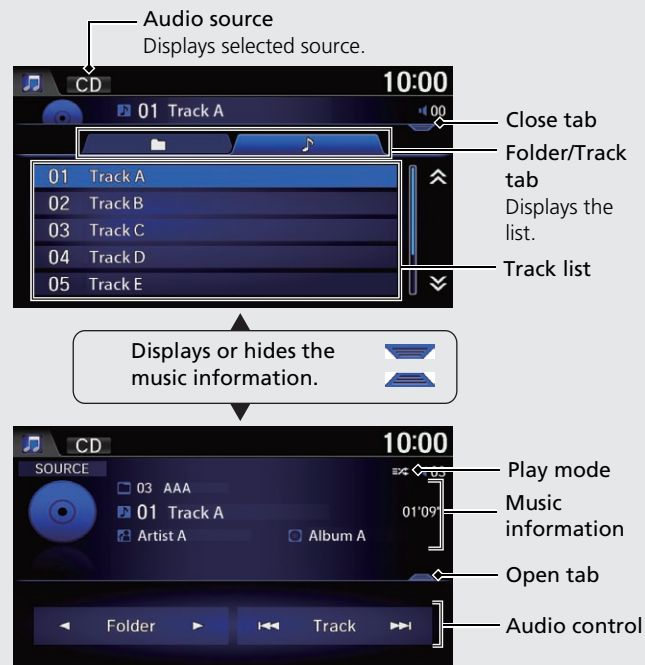 Audio source
Displays selected source.
CD
10:00
01 Track A
00
Close tab
Folder/Track
tab
Displays the
list.
01 Track A
02 Track B
03 Track C
04 Track D
05 Track E
Track list
Displays or hides the
music information.
CD
10:00
SOURCE
03
Play mode
03 AAA
01 Track A
01'09"
Artist A
Album A
Music
information
Open tab
Folder
Track
Audio control